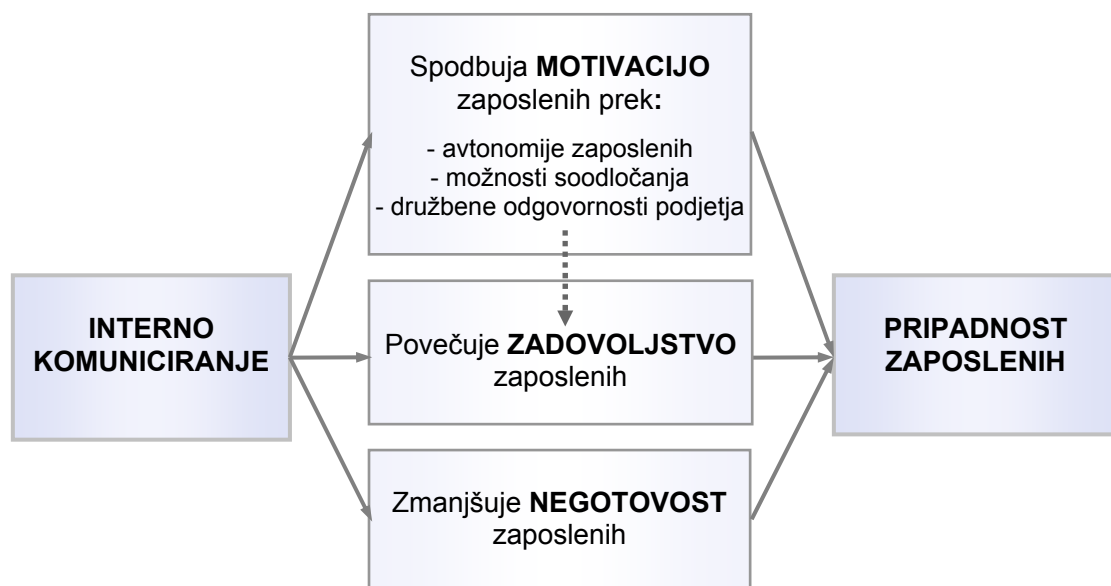 Spodbuja MOTIVACIJO
zaposlenih prek:
- avtonomije zaposlenih
- možnosti soodločanja
- družbene odgovornosti podjetja
INTERNO
KOMUNICIRANJE
Povečuje ZADOVOLJSTVO
zaposlenih
PRIPADNOST
ZAPOSLENIH
Zmanjšuje NEGOTOVOST
zaposlenih